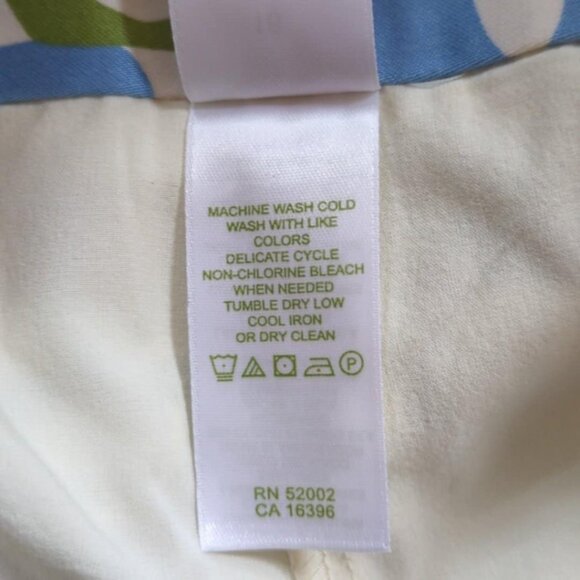 MACHINE WASH COLD
WASH WITH LIKE
COLORS
DELICATE CYCLE
NON-CHLORINE BLEACH
WHEN NEEDED
TUMBLE DRY LOW
COOL IRON
OR DRY CLEAN
P
RN 52002
CA 16396